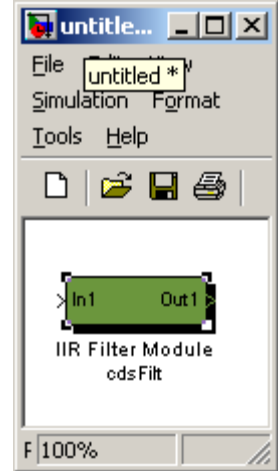 untitle...
File
untitled *
Simulation Format
Tools Help
In1 Out1
IIR Filter Module
cdsFilt
F 100%